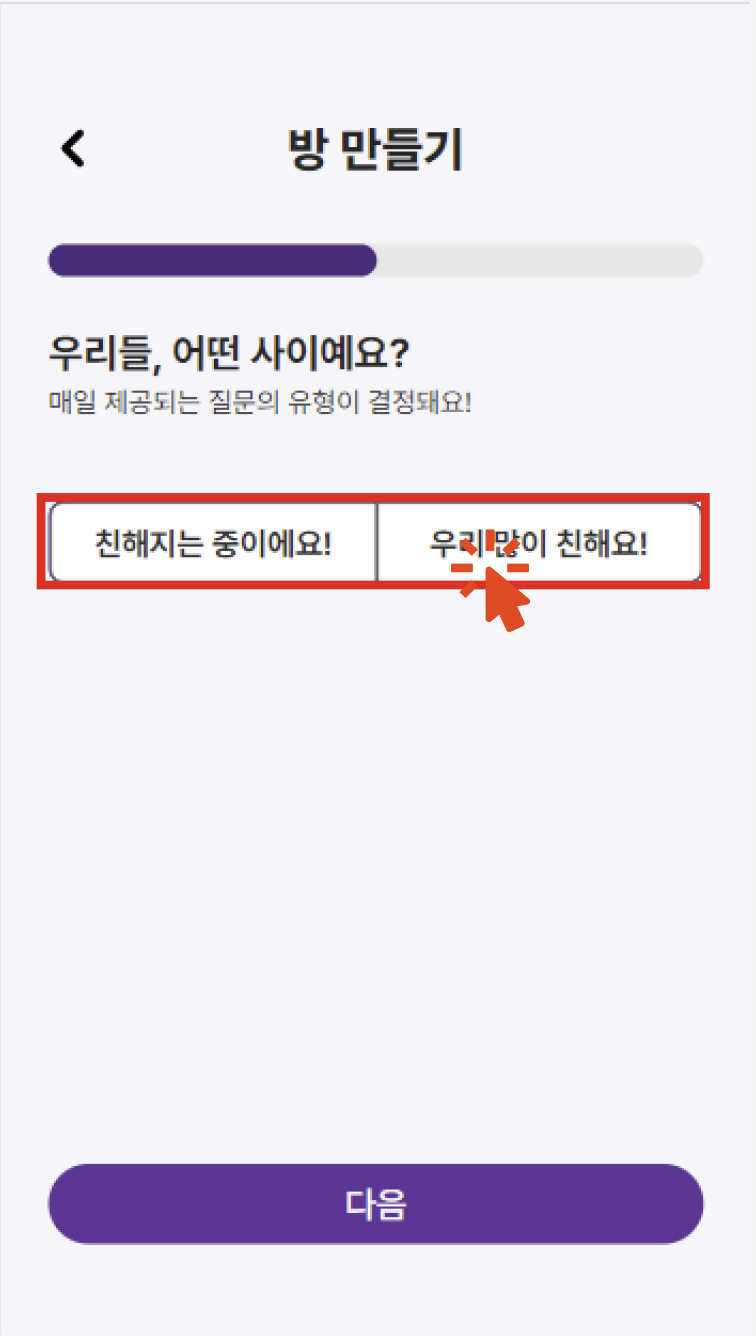 방 만들기
우리들, 어떤 사이예요?
매일 제공되는 질문의 유형이 결정돼요!
친해지는 중이에요! 우리 많이 친해요!
다음